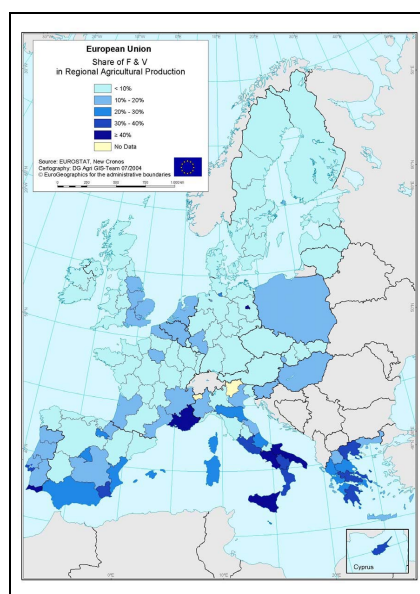 European Union
Share of F & V
in Regional Agricultural Production
< 10%
10% - 20%
20% - 30%
30% - 40%
≥ 40%
No Data
Source: EUROSTAT, New Cronos
Cartography: DG Agri GIS-Team 07/2004
© EuroGeographics for the administrative boundaries
Cyprus